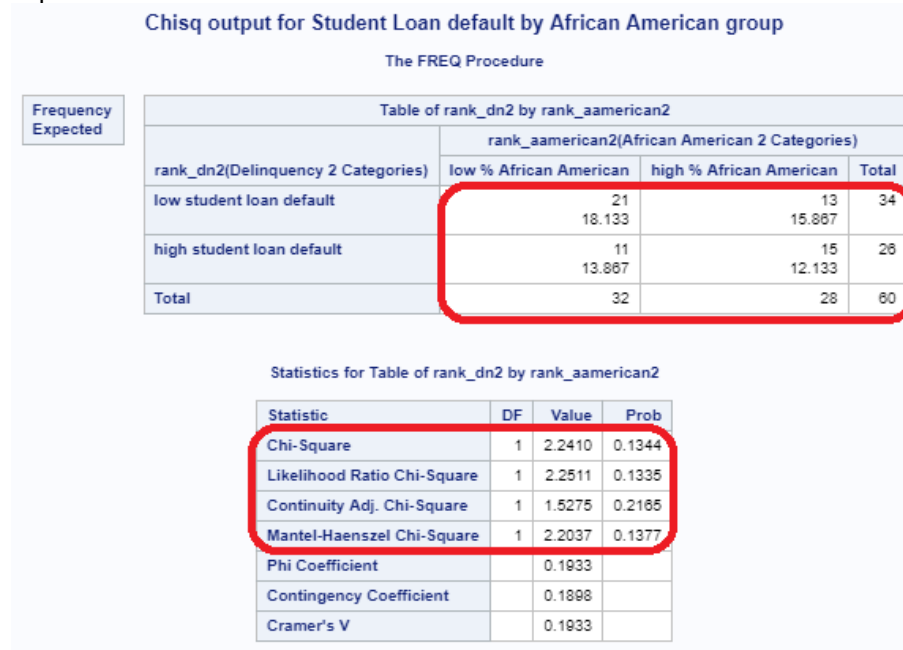 Chisq output for Student Loan default by African American group
The FREQ Procedure
Frequency
Expected
Table of rank_dn2 by rank_aamerican2
rank_aamerican2(African American 2 Categories)
rank_dn2(Delinquency 2 Categories) low % African American high % African American Total
low student loan default 21 13 34
18.133 15.867
high student loan default 11 15 26
13.867 12.133
Total 32 28 60
Statistics for Table of rank_dn2 by rank_aamerican2
Statistic DF Value Prob
Chi-Square 1 2.2410 0.1344
Likelihood Ratio Chi-Square 1 2.2511 0.1335
Continuity Adj. Chi-Square 1 1.5275 0.2165
Mantel-Haenszel Chi-Square 1 2.2037 0.1377
Phi Coefficient 0.1933
Contingency Coefficient 0.1898
Cramer's V 0.1933